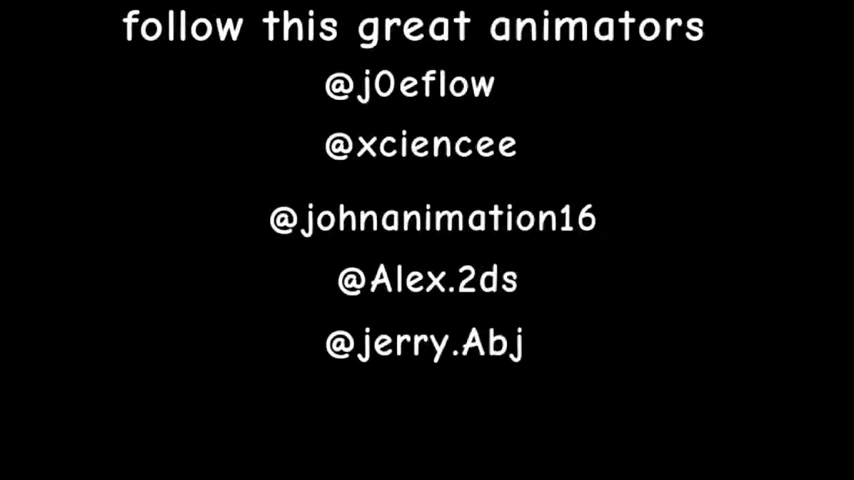 follow this great animators
@j0eflow
@xciencee
@johnanimation16
@Alex.2ds
@jerry.Abj